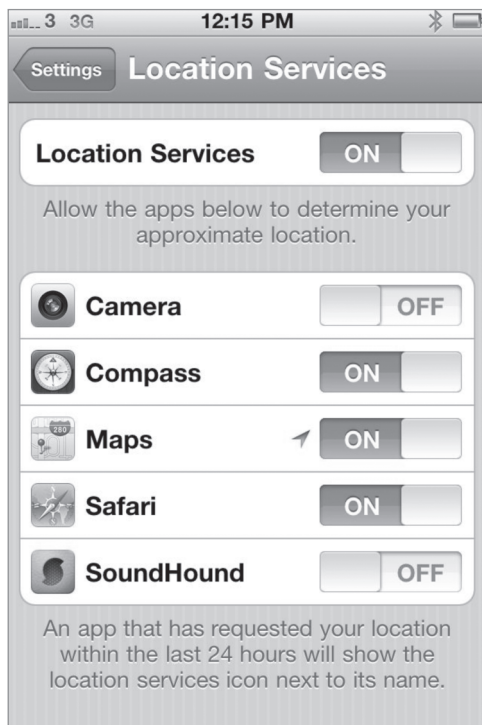 3 3G 12:15 PM
Settings Location Services
Location Services ON
Allow the apps below to determine your
approximate location.
Camera OFF
Compass ON
280
Maps ON
Safari ON
SoundHound OFF
An app that has requested your location
within the last 24 hours will show the
location services icon next to its name.